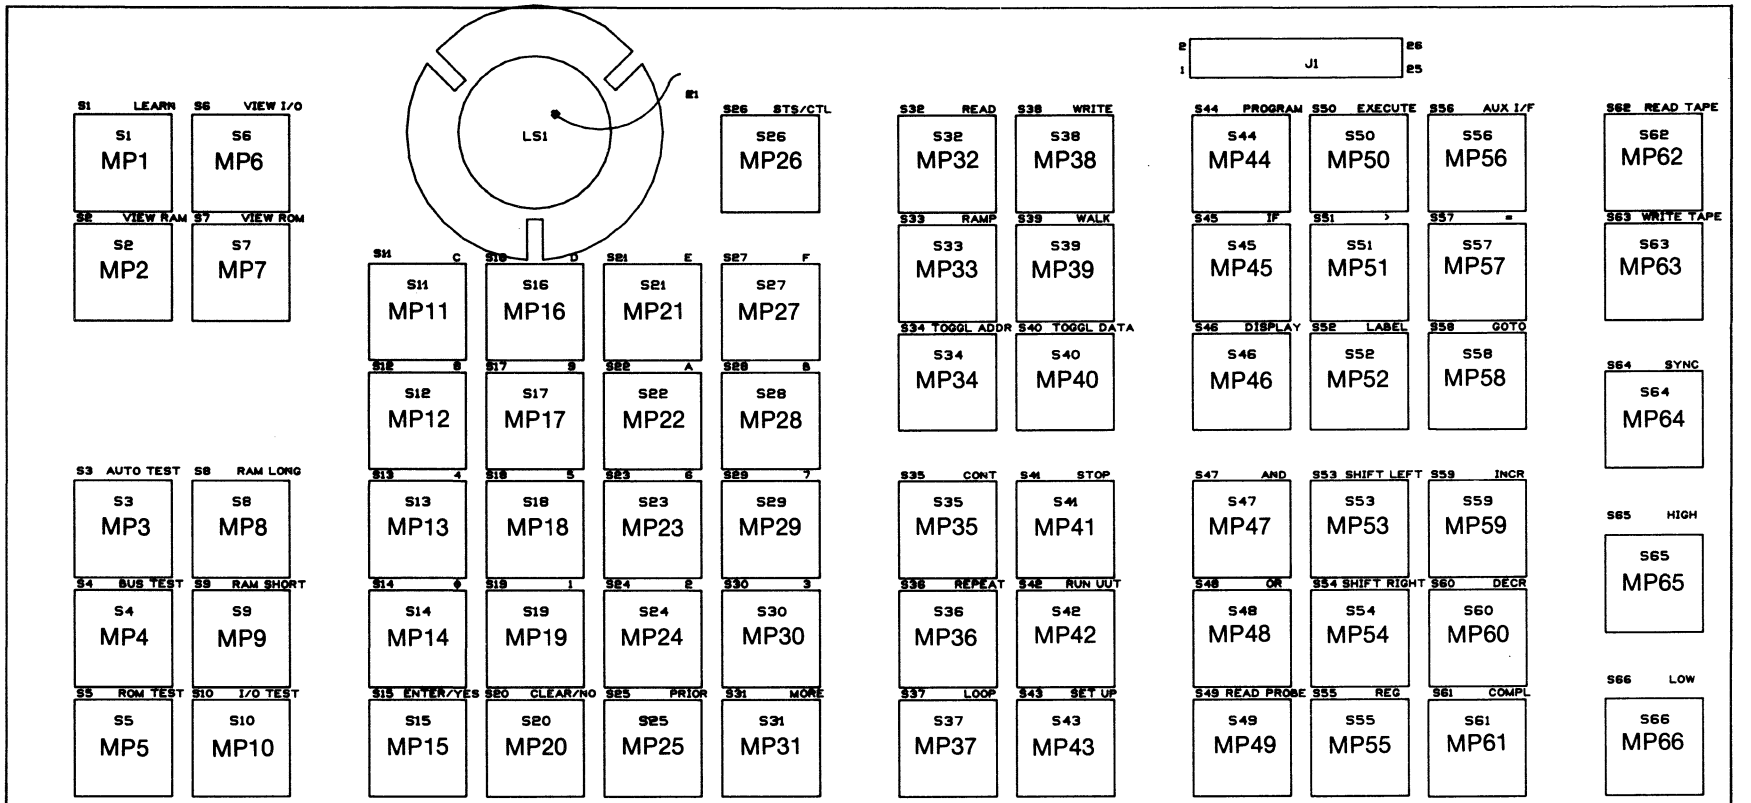 2 26
J1
1 25
LS1
E1
S1 LEARN S6 VIEW I/O S26 STS/CTL S32 READ S38 WRITE S44 PROGRAM S50 EXECUTE S56 AUX I/F S62 READ TAPE
S1 S6 S26 S32 S38 S44 S50 S56 S62
MP1 MP6 MP26 MP32 MP38 MP44 MP50 MP56 MP62
S2 VIEW RAM S7 VIEW ROM S33 RAMP S39 WALK S45 IF S51 > S57 = S63 WRITE TAPE
S2 S7 S33 S39 S45 S51 S57 S63
MP2 MP7 MP33 MP39 MP45 MP51 MP57 MP63
S11 C S16 D S21 E S27 F
S11 S16 S21 S27
MP11 MP16 MP21 MP27
S34 TOGGL ADDR S40 TOGGL DATA S46 DISPLAY S52 LABEL S58 GOTO
S34 S40 S46 S52 S58
MP34 MP40 MP46 MP52 MP58
S12 8 S17 9 S22 A S28 B S64 SYNC
S12 S17 S22 S28 S64
MP12 MP17 MP22 MP28 MP64
S3 AUTO TEST S8 RAM LONG S13 4 S18 5 S23 6 S29 7 S35 CONT S41 STOP S47 AND S53 SHIFT LEFT S59 INCR
S3 S8 S13 S18 S23 S29 S35 S41 S47 S53 S59
MP3 MP8 MP13 MP18 MP23 MP29 MP35 MP41 MP47 MP53 MP59
S65 HIGH
S65
MP65
S4 BUS TEST S9 RAM SHORT S14 0 S19 1 S24 2 S30 3 S36 REPEAT S42 RUN UUT S48 OR S54 SHIFT RIGHT S60 DECR
S4 S9 S14 S19 S24 S30 S36 S42 S48 S54 S60
MP4 MP9 MP14 MP19 MP24 MP30 MP36 MP42 MP48 MP54 MP60
S5 ROM TEST S10 I/O TEST S15 ENTER/YES S20 CLEAR/NO S25 PRIOR S31 MORE S37 LOOP S43 SET UP S49 READ PROBE S55 REG S61 COMPL S66 LOW
S5 S10 S15 S20 S25 S31 S37 S43 S49 S55 S61 S66
MP5 MP10 MP15 MP20 MP25 MP31 MP37 MP43 MP49 MP55 MP61 MP66